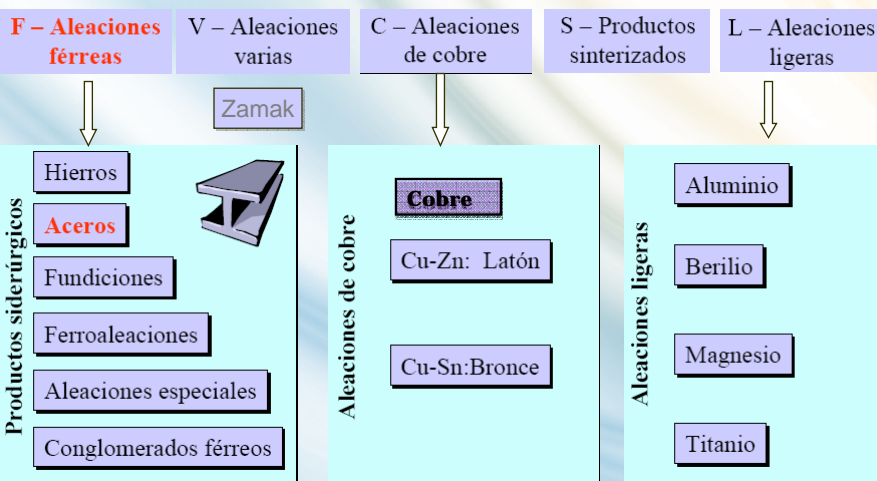 F – Aleaciones
férreas
V – Aleaciones
varias
C – Aleaciones
de cobre
S – Productos
sinterizados
L – Aleaciones
ligeras
Zamak
Productos siderúrgicos
Hierros
Aceros
Fundiciones
Ferroaleaciones
Aleaciones especiales
Conglomerados férreos
Aleaciones de cobre
Cobre
Cu-Zn: Latón
Cu-Sn:Bronce
Aleaciones ligeras
Aluminio
Berilio
Magnesio
Titanio